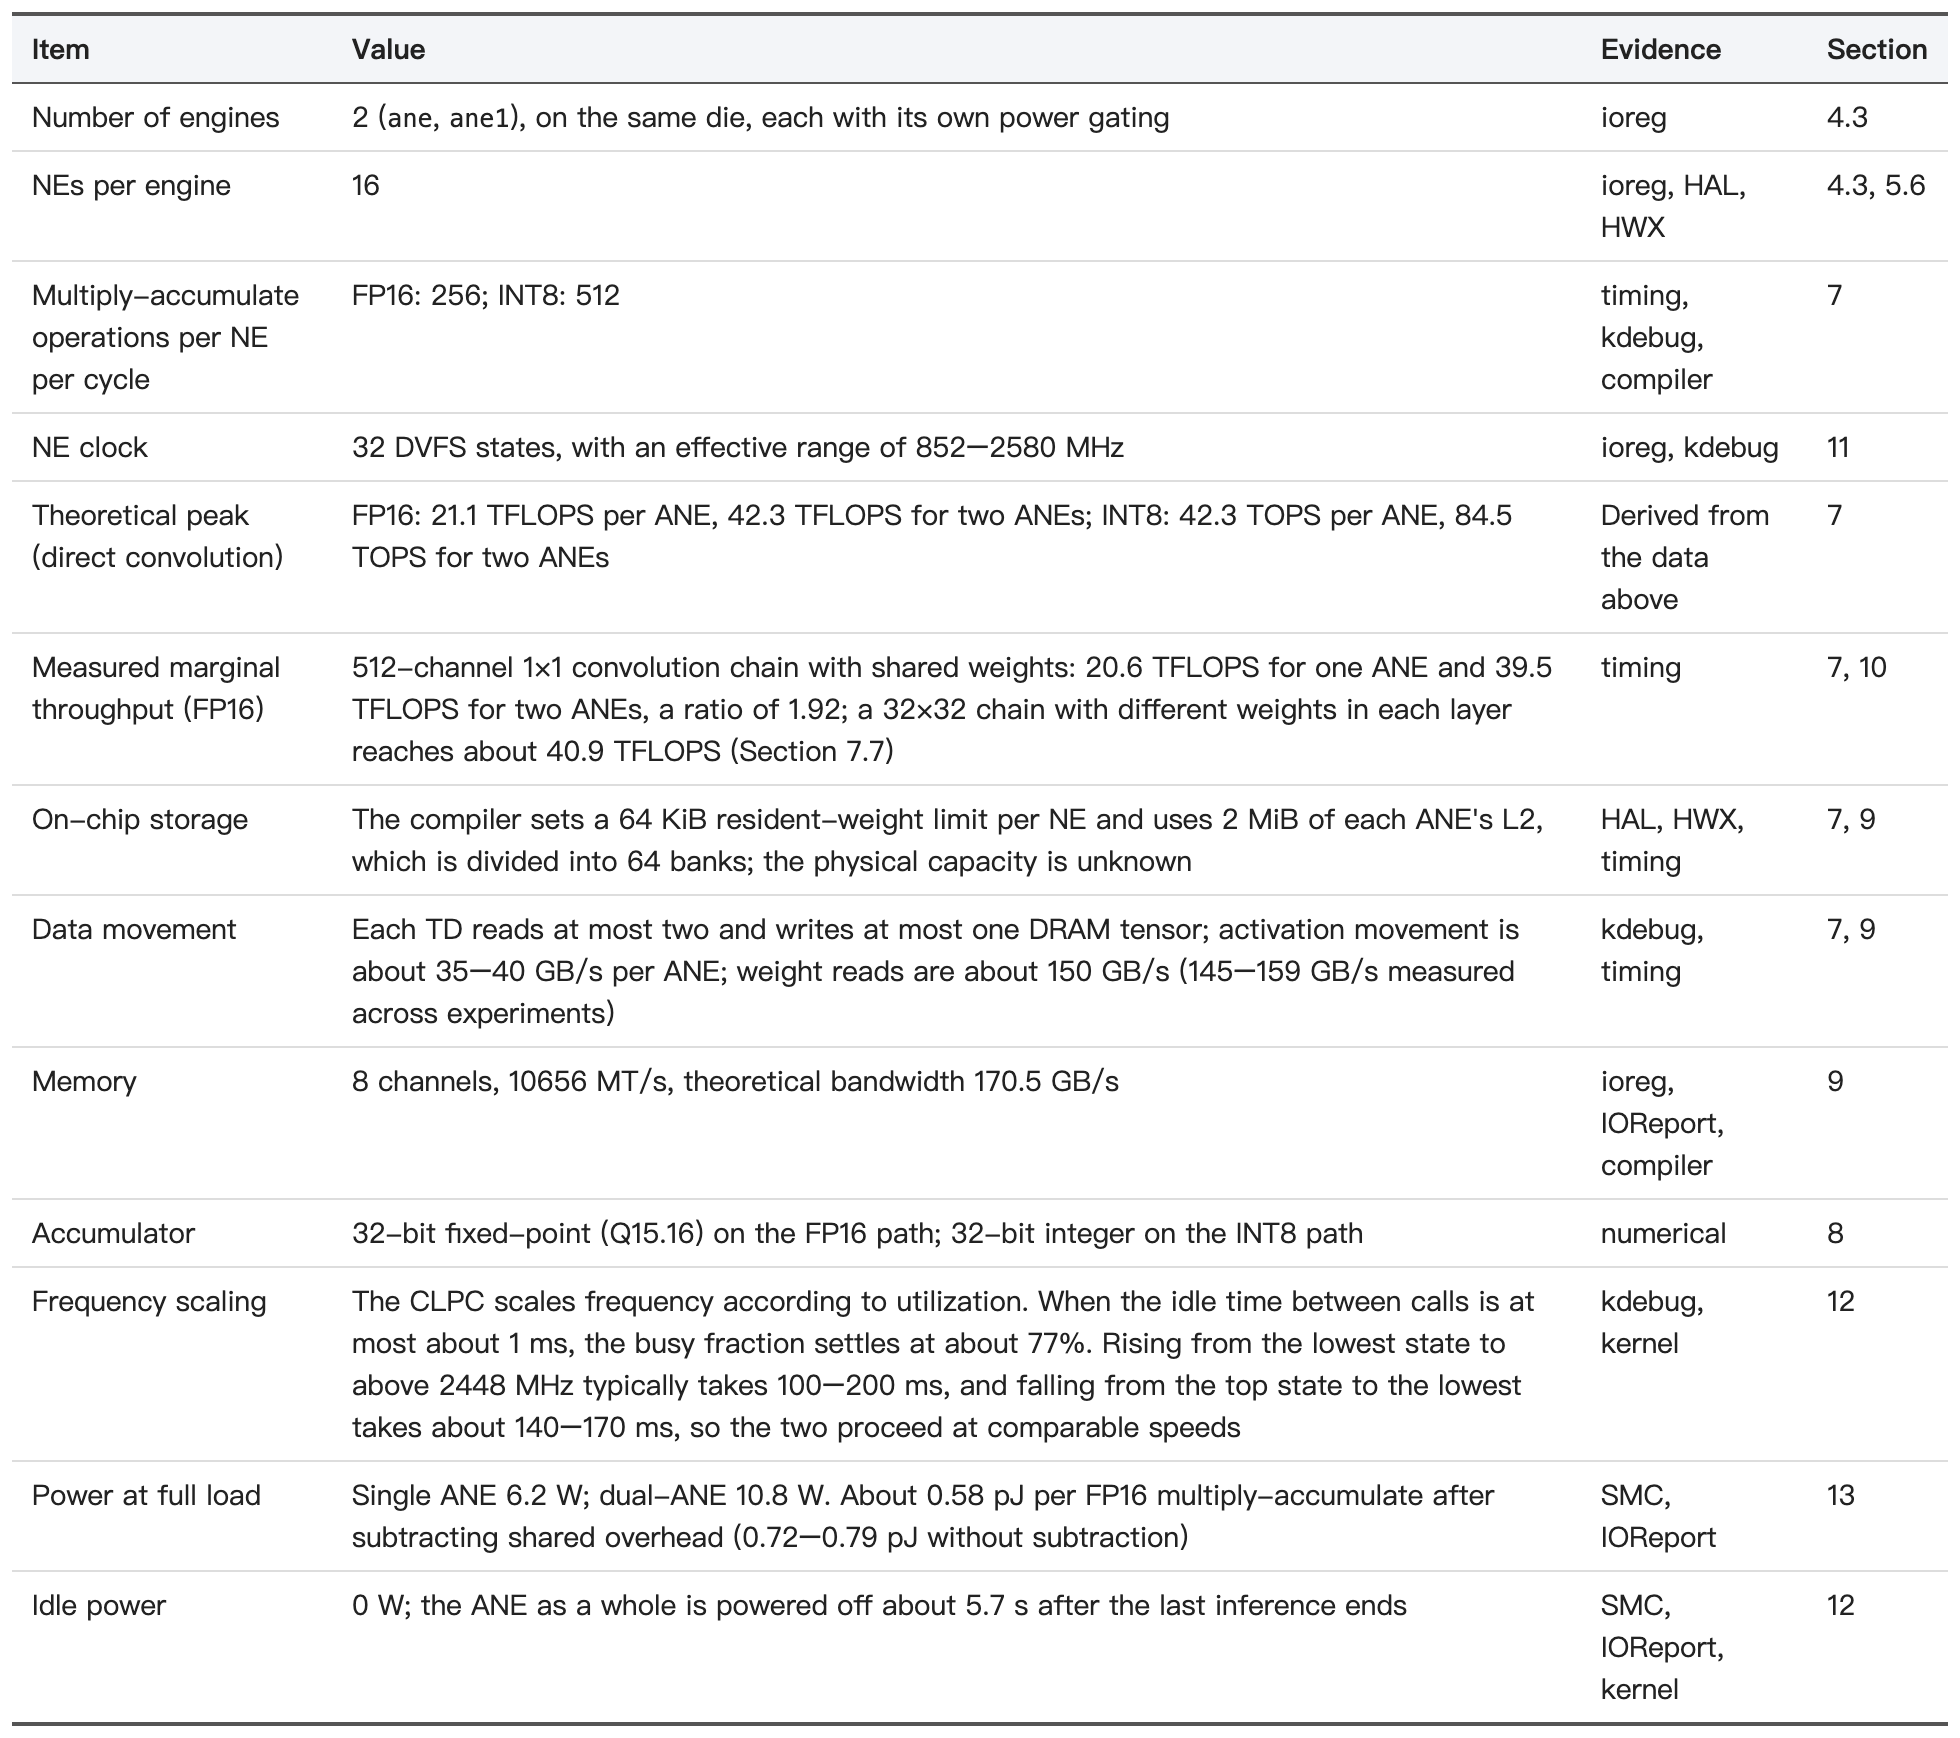 Item Value Evidence Section
Number of engines 2 (ane, ane1), on the same die, each with its own power gating ioreg 4.3
NEs per engine 16 ioreg, HAL, 4.3, 5.6
HWX
Multiply–accumulate FP16: 256; INT8: 512 timing, 7
operations per NE kdebug,
per cycle compiler
NE clock 32 DVFS states, with an effective range of 852—2580 MHz ioreg, kdebug 11
Theoretical peak FP16: 21.1 TFLOPS per ANE, 42.3 TFLOPS for two ANEs; INT8: 42.3 TOPS per ANE, 84.5 Derived from 7
(direct convolution) TOPS for two ANEs the data
above
Measured marginal 512–channel 1×1 convolution chain with shared weights: 20.6 TFLOPS for one ANE and 39.5 timing 7, 10
throughput (FP16) TFLOPS for two ANEs, a ratio of 1.92; a 32×32 chain with different weights in each layer
reaches about 40.9 TFLOPS (Section 7.7)
On–chip storage The compiler sets a 64 KiB resident–weight limit per NE and uses 2 MiB of each ANE's L2, HAL, HWX, 7, 9
which is divided into 64 banks; the physical capacity is unknown timing
Data movement Each TD reads at most two and writes at most one DRAM tensor; activation movement is kdebug, 7, 9
about 35—40 GB/s per ANE; weight reads are about 150 GB/s (145—159 GB/s measured timing
across experiments)
Memory 8 channels, 10656 MT/s, theoretical bandwidth 170.5 GB/s ioreg, 9
IOReport,
compiler
Accumulator 32–bit fixed–point (Q15.16) on the FP16 path; 32–bit integer on the INT8 path numerical 8
Frequency scaling The CLPC scales frequency according to utilization. When the idle time between calls is at kdebug, 12
most about 1 ms, the busy fraction settles at about 77%. Rising from the lowest state to kernel
above 2448 MHz typically takes 100—200 ms, and falling from the top state to the lowest
takes about 140—170 ms, so the two proceed at comparable speeds
Power at full load Single ANE 6.2 W; dual–ANE 10.8 W. About 0.58 pJ per FP16 multiply–accumulate after SMC, 13
subtracting shared overhead (0.72—0.79 pJ without subtraction) IOReport
Idle power 0 W; the ANE as a whole is powered off about 5.7 s after the last inference ends SMC, 12
IOReport,
kernel